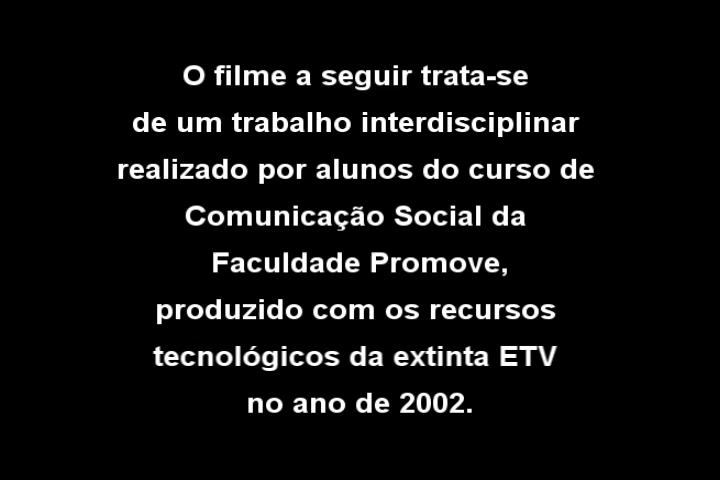 O filme a seguir trata-se
de um trabalho interdisciplinar
realizado por alunos do curso de
Comunicação Social da
Faculdade Promove,
produzido com os recursos
tecnológicos da extinta ETV
no ano de 2002.